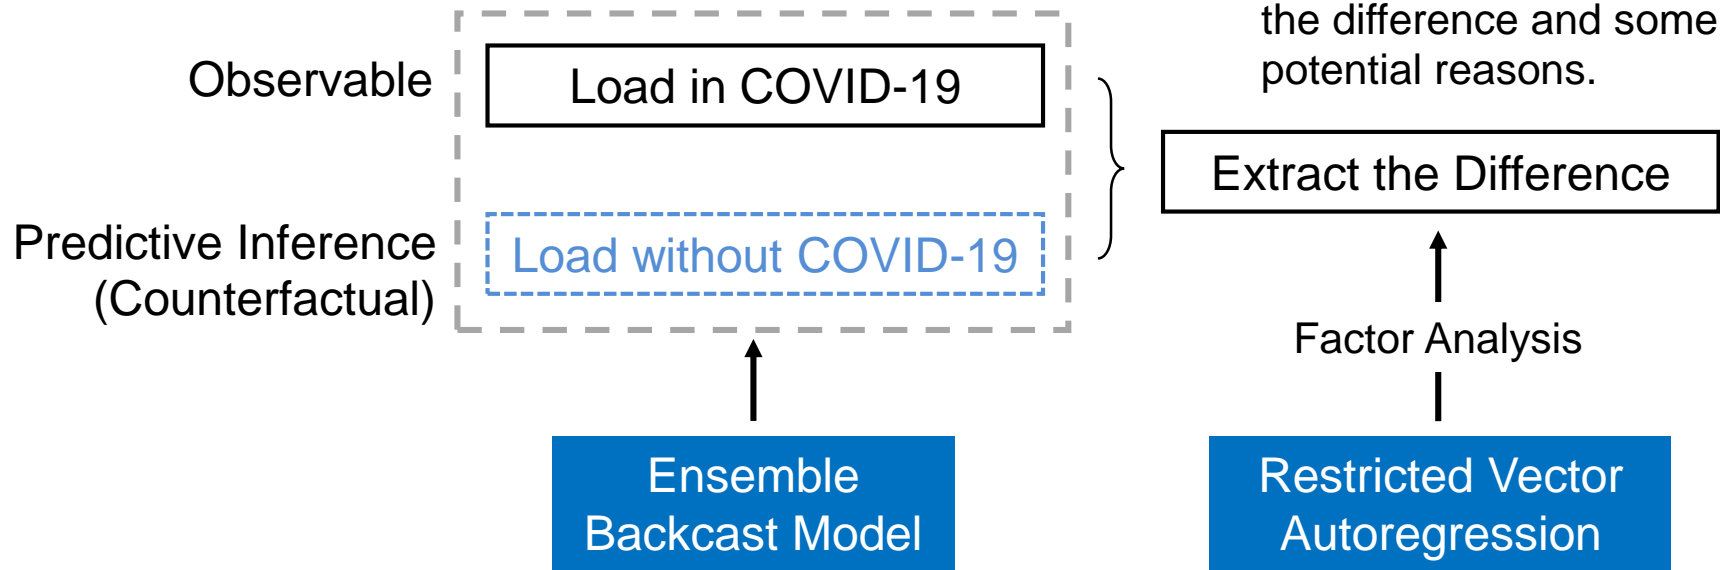 the difference and some
potential reasons.
Observable
Load in COVID-19
Extract the Difference
Predictive Inference
(Counterfactual)
Load without COVID-19
Factor Analysis
Ensemble
Backcast Model
Restricted Vector
Autoregression